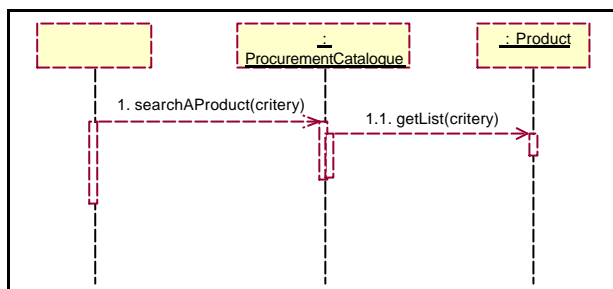 :
ProcurementCatalogue
: Product
1. searchAProduct(critery)
1.1. getList(critery)